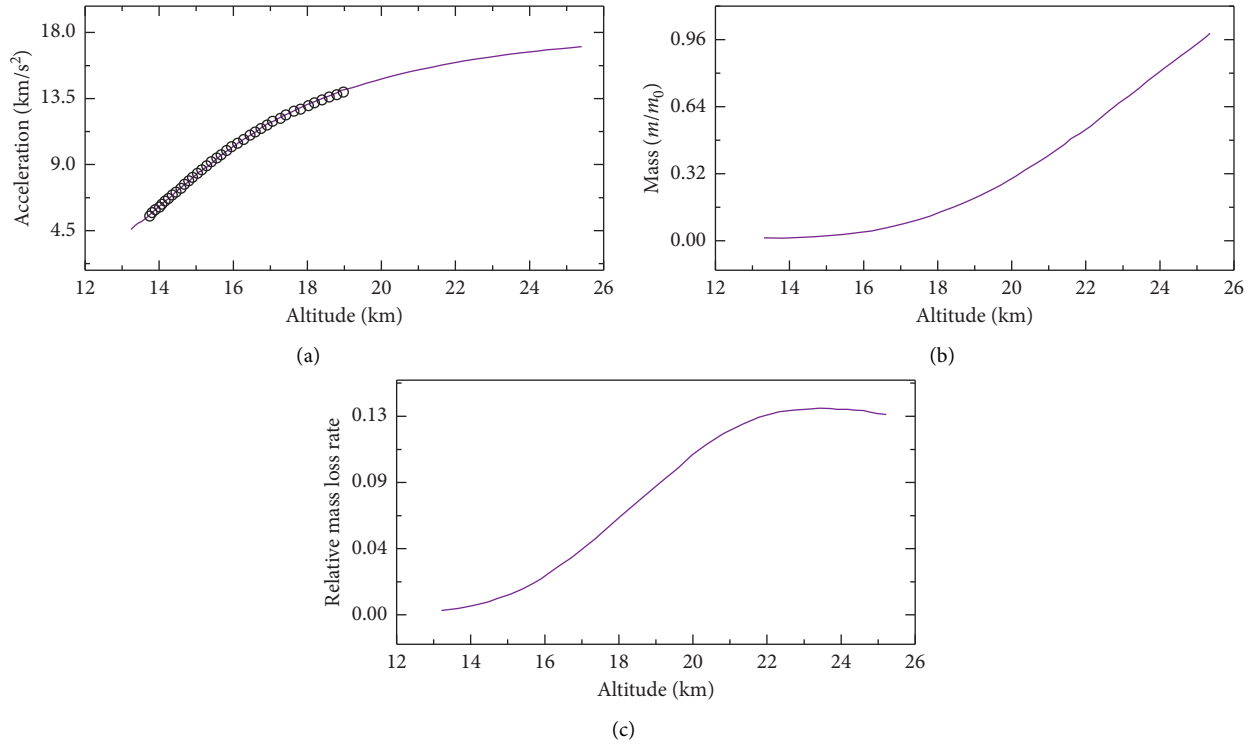 18.0
13.5
9.0
4.5
Acceleration (km/s²)
12 14 16 18 20 22 24 26
Altitude (km)
(a)
0.96
0.64
0.32
0.00
Mass (m/m₀)
12 14 16 18 20 22 24 26
Altitude (km)
(b)
0.13
0.09
0.04
0.00
Relative mass loss rate
12 14 16 18 20 22 24 26
Altitude (km)
(c)